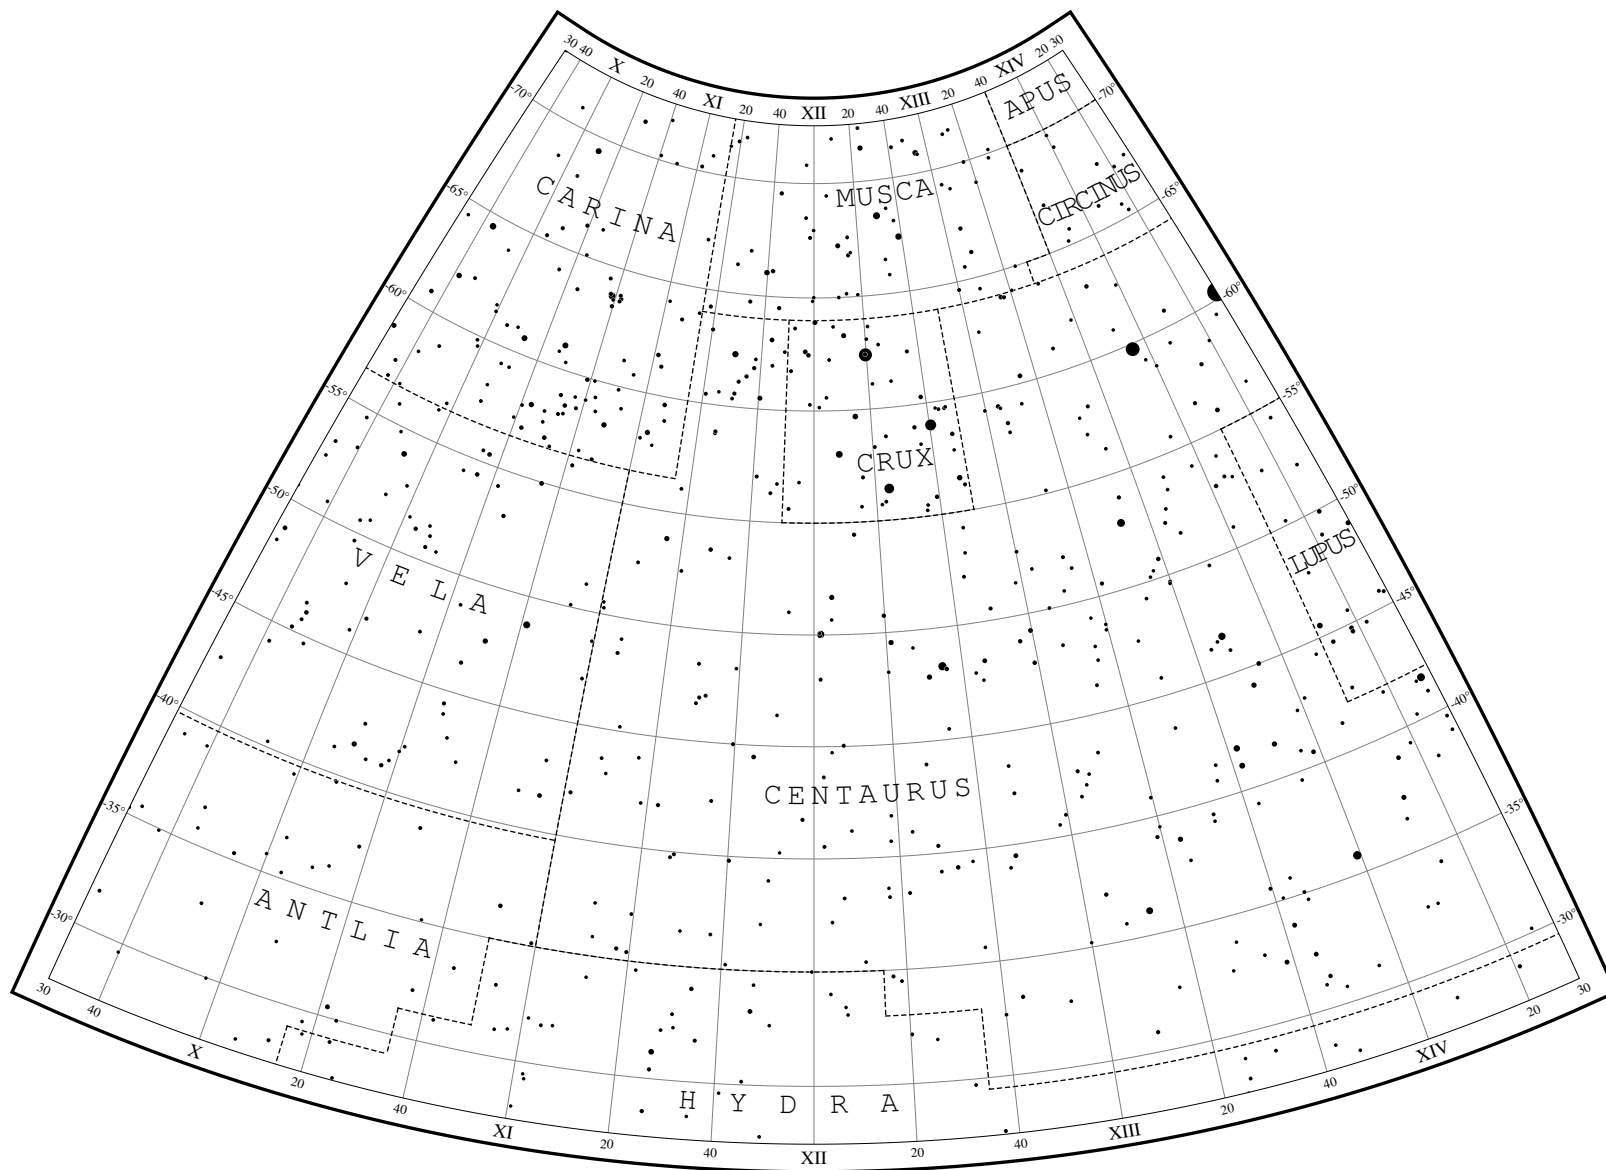 30 40 X 20 40 XI 20 40 XII 20 40 XIII 20 40 XIV 20 30
-70° -70°
APUS
CARINA
MUSCA
CIRCINUS
-65° -65°
-60° -60°
-55° -55°
CRUX
-50° -50°
VELA
LUPUS
-45° -45°
-40° -40°
CENTAURUS
-35° -35°
ANTLIA
-30° -30°
HYDRA
30 40 X 20 40 XI 20 40 XII 20 40 XIII 20 40 XIV 20 30